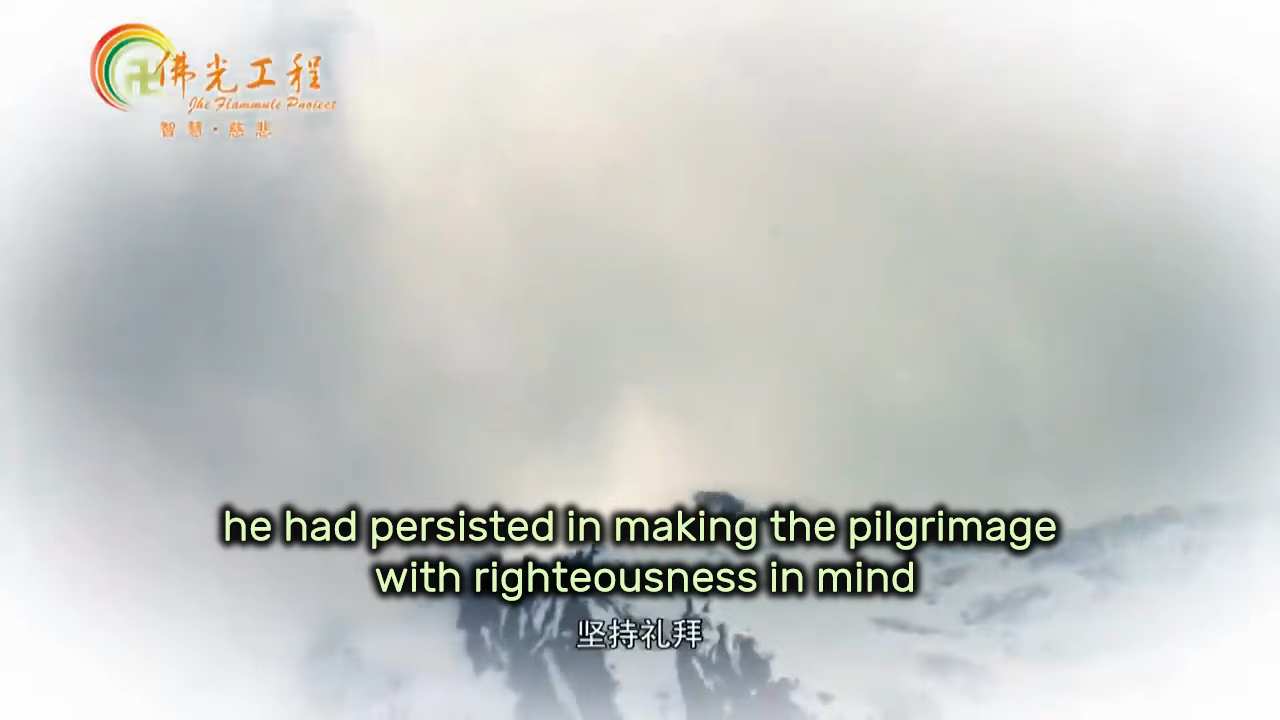 佛光工程
The Flammule Project
智慧·慈悲
he had persisted in making the pilgrimage
with righteousness in mind
坚持礼拜